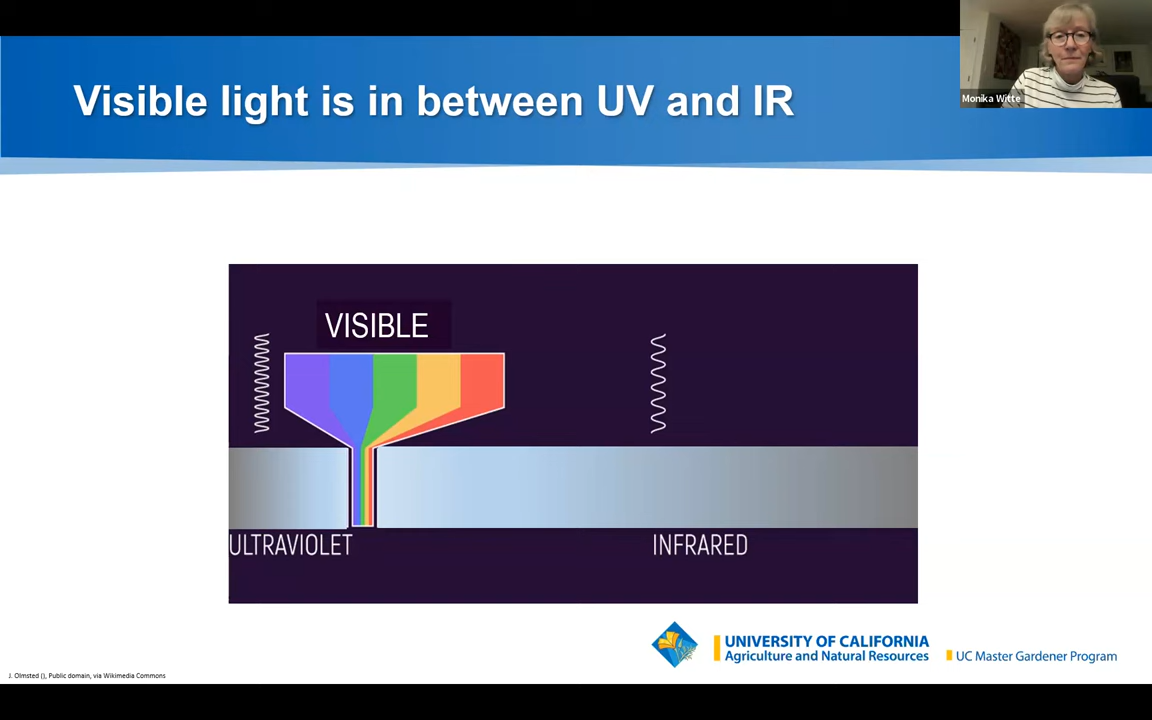 Visible light is in between UV and IR
Monika Witte
VISIBLE
ULTRAVIOLET
INFRARED
UNIVERSITY OF CALIFORNIA
Agriculture and Natural Resources
UC Master Gardener Program
J. Olmsted (), Public domain, via Wikimedia Commons